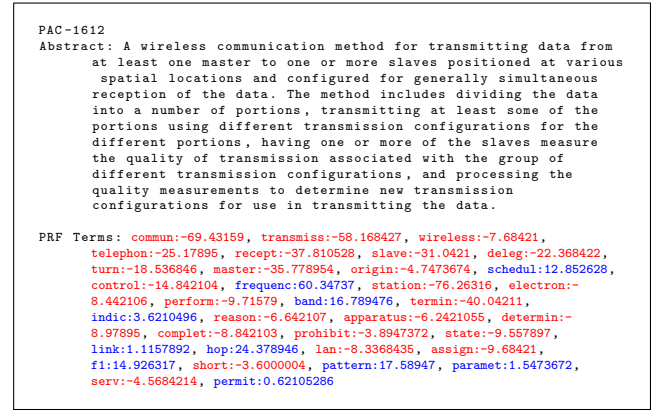 PAC-1612
Abstract: A wireless communication method for transmitting data from
at least one master to one or more slaves positioned at various
spatial locations and configured for generally simultaneous
reception of the data. The method includes dividing the data
into a number of portions, transmitting at least some of the
portions using different transmission configurations for the
different portions, having one or more of the slaves measure
the quality of transmission associated with the group of
different transmission configurations, and processing the
quality measurements to determine new transmission
configurations for use in transmitting the data.
PRF Terms: commun:-69.43159, transmiss:-58.168427, wireless:-7.68421,
telephon:-25.17895, recept:-37.810528, slave:-31.0421, deleg:-22.368422,
turn:-18.536846, master:-35.778954, origin:-4.7473674, schedul:12.852628,
control:-14.842104, frequenc:60.34737, station:-76.26316, electron:-
8.442106, perform:-9.71579, band:16.789476, termin:-40.04211,
indic:3.6210496, reason:-6.642107, apparatus:-6.2421055, determin:-
8.97895, complet:-8.842103, prohibit:-3.8947372, state:-9.557897,
link:1.1157892, hop:24.378946, lan:-8.3368435, assign:-9.68421,
f1:14.926317, short:-3.6000004, pattern:17.58947, paramet:1.5473672,
serv:-4.5684214, permit:0.62105286